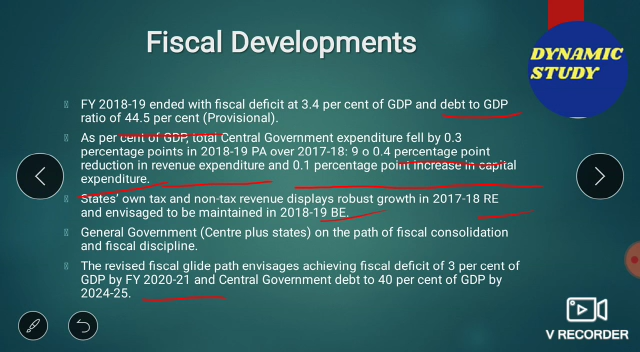 Fiscal Developments
DYNAMIC
STUDY
FY 2018-19 ended with fiscal deficit at 3.4 per cent of GDP and debt to GDP
ratio of 44.5 per cent (Provisional).
As per cent of GDP, total Central Government expenditure fell by 0.3
percentage points in 2018-19 PA over 2017-18: 9 o 0.4 percentage point
reduction in revenue expenditure and 0.1 percentage point increase in capital
expenditure.
States’ own tax and non-tax revenue displays robust growth in 2017-18 RE
and envisaged to be maintained in 2018-19 BE.
General Government (Centre plus states) on the path of fiscal consolidation
and fiscal discipline.
The revised fiscal glide path envisages achieving fiscal deficit of 3 per cent of
GDP by FY 2020-21 and Central Government debt to 40 per cent of GDP by
2024-25.
V RECORDER